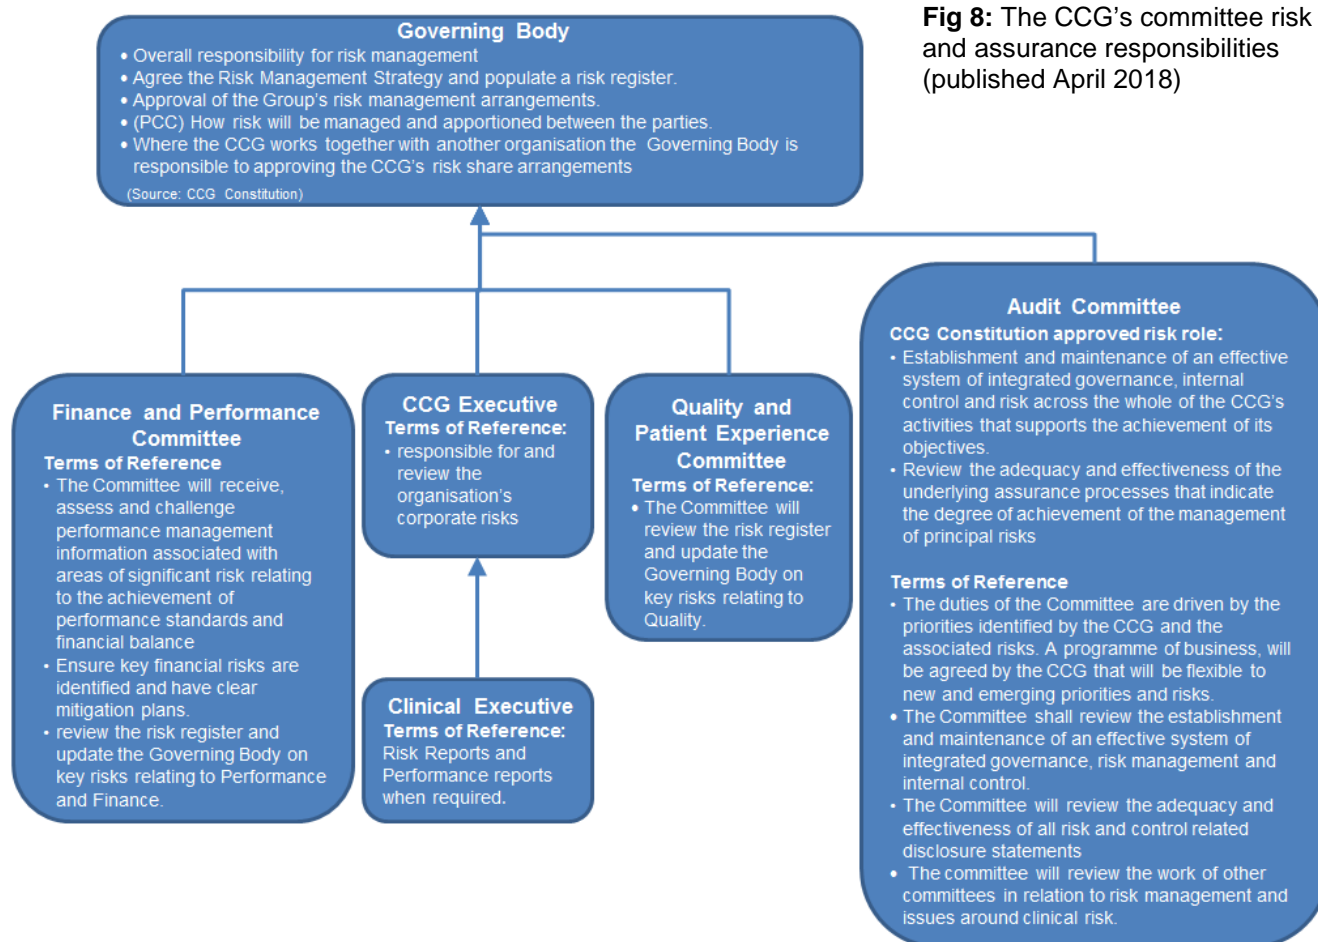 Fig 8: The CCG's committee risk
and assurance responsibilities
(published April 2018)
Governing Body
• Overall responsibility for risk management
• Agree the Risk Management Strategy and populate a risk register.
• Approval of the Group's risk management arrangements.
• (PCC) How risk will be managed and apportioned between the parties.
• Where the CCG works together with another organisation the Governing Body is
responsible to approving the CCG's risk share arrangements
(Source: CCG Constitution)
Finance and Performance
Committee
Terms of Reference
• The Committee will receive,
assess and challenge
performance management
information associated with
areas of significant risk relating
to the achievement of
performance standards and
financial balance
• Ensure key financial risks are
identified and have clear
mitigation plans.
• review the risk register and
update the Governing Body on
key risks relating to Performance
and Finance.
CCG Executive
Terms of Reference:
• responsible for and
review the
organisation's
corporate risks
Clinical Executive
Terms of Reference:
Risk Reports and
Performance reports
when required.
Quality and
Patient Experience
Committee
Terms of Reference:
• The Committee will
review the risk register
and update the
Governing Body on
key risks relating to
Quality.
Audit Committee
CCG Constitution approved risk role:
• Establishment and maintenance of an effective
system of integrated governance, internal
control and risk across the whole of the CCG's
activities that supports the achievement of its
objectives.
• Review the adequacy and effectiveness of the
underlying assurance processes that indicate
the degree of achievement of the management
of principal risks
Terms of Reference
• The duties of the Committee are driven by the
priorities identified by the CCG and the
associated risks. A programme of business, will
be agreed by the CCG that will be flexible to
new and emerging priorities and risks.
• The Committee shall review the establishment
and maintenance of an effective system of
integrated governance, risk management and
internal control.
• The Committee will review the adequacy and
effectiveness of all risk and control related
disclosure statements
• The committee will review the work of other
committees in relation to risk management and
issues around clinical risk.